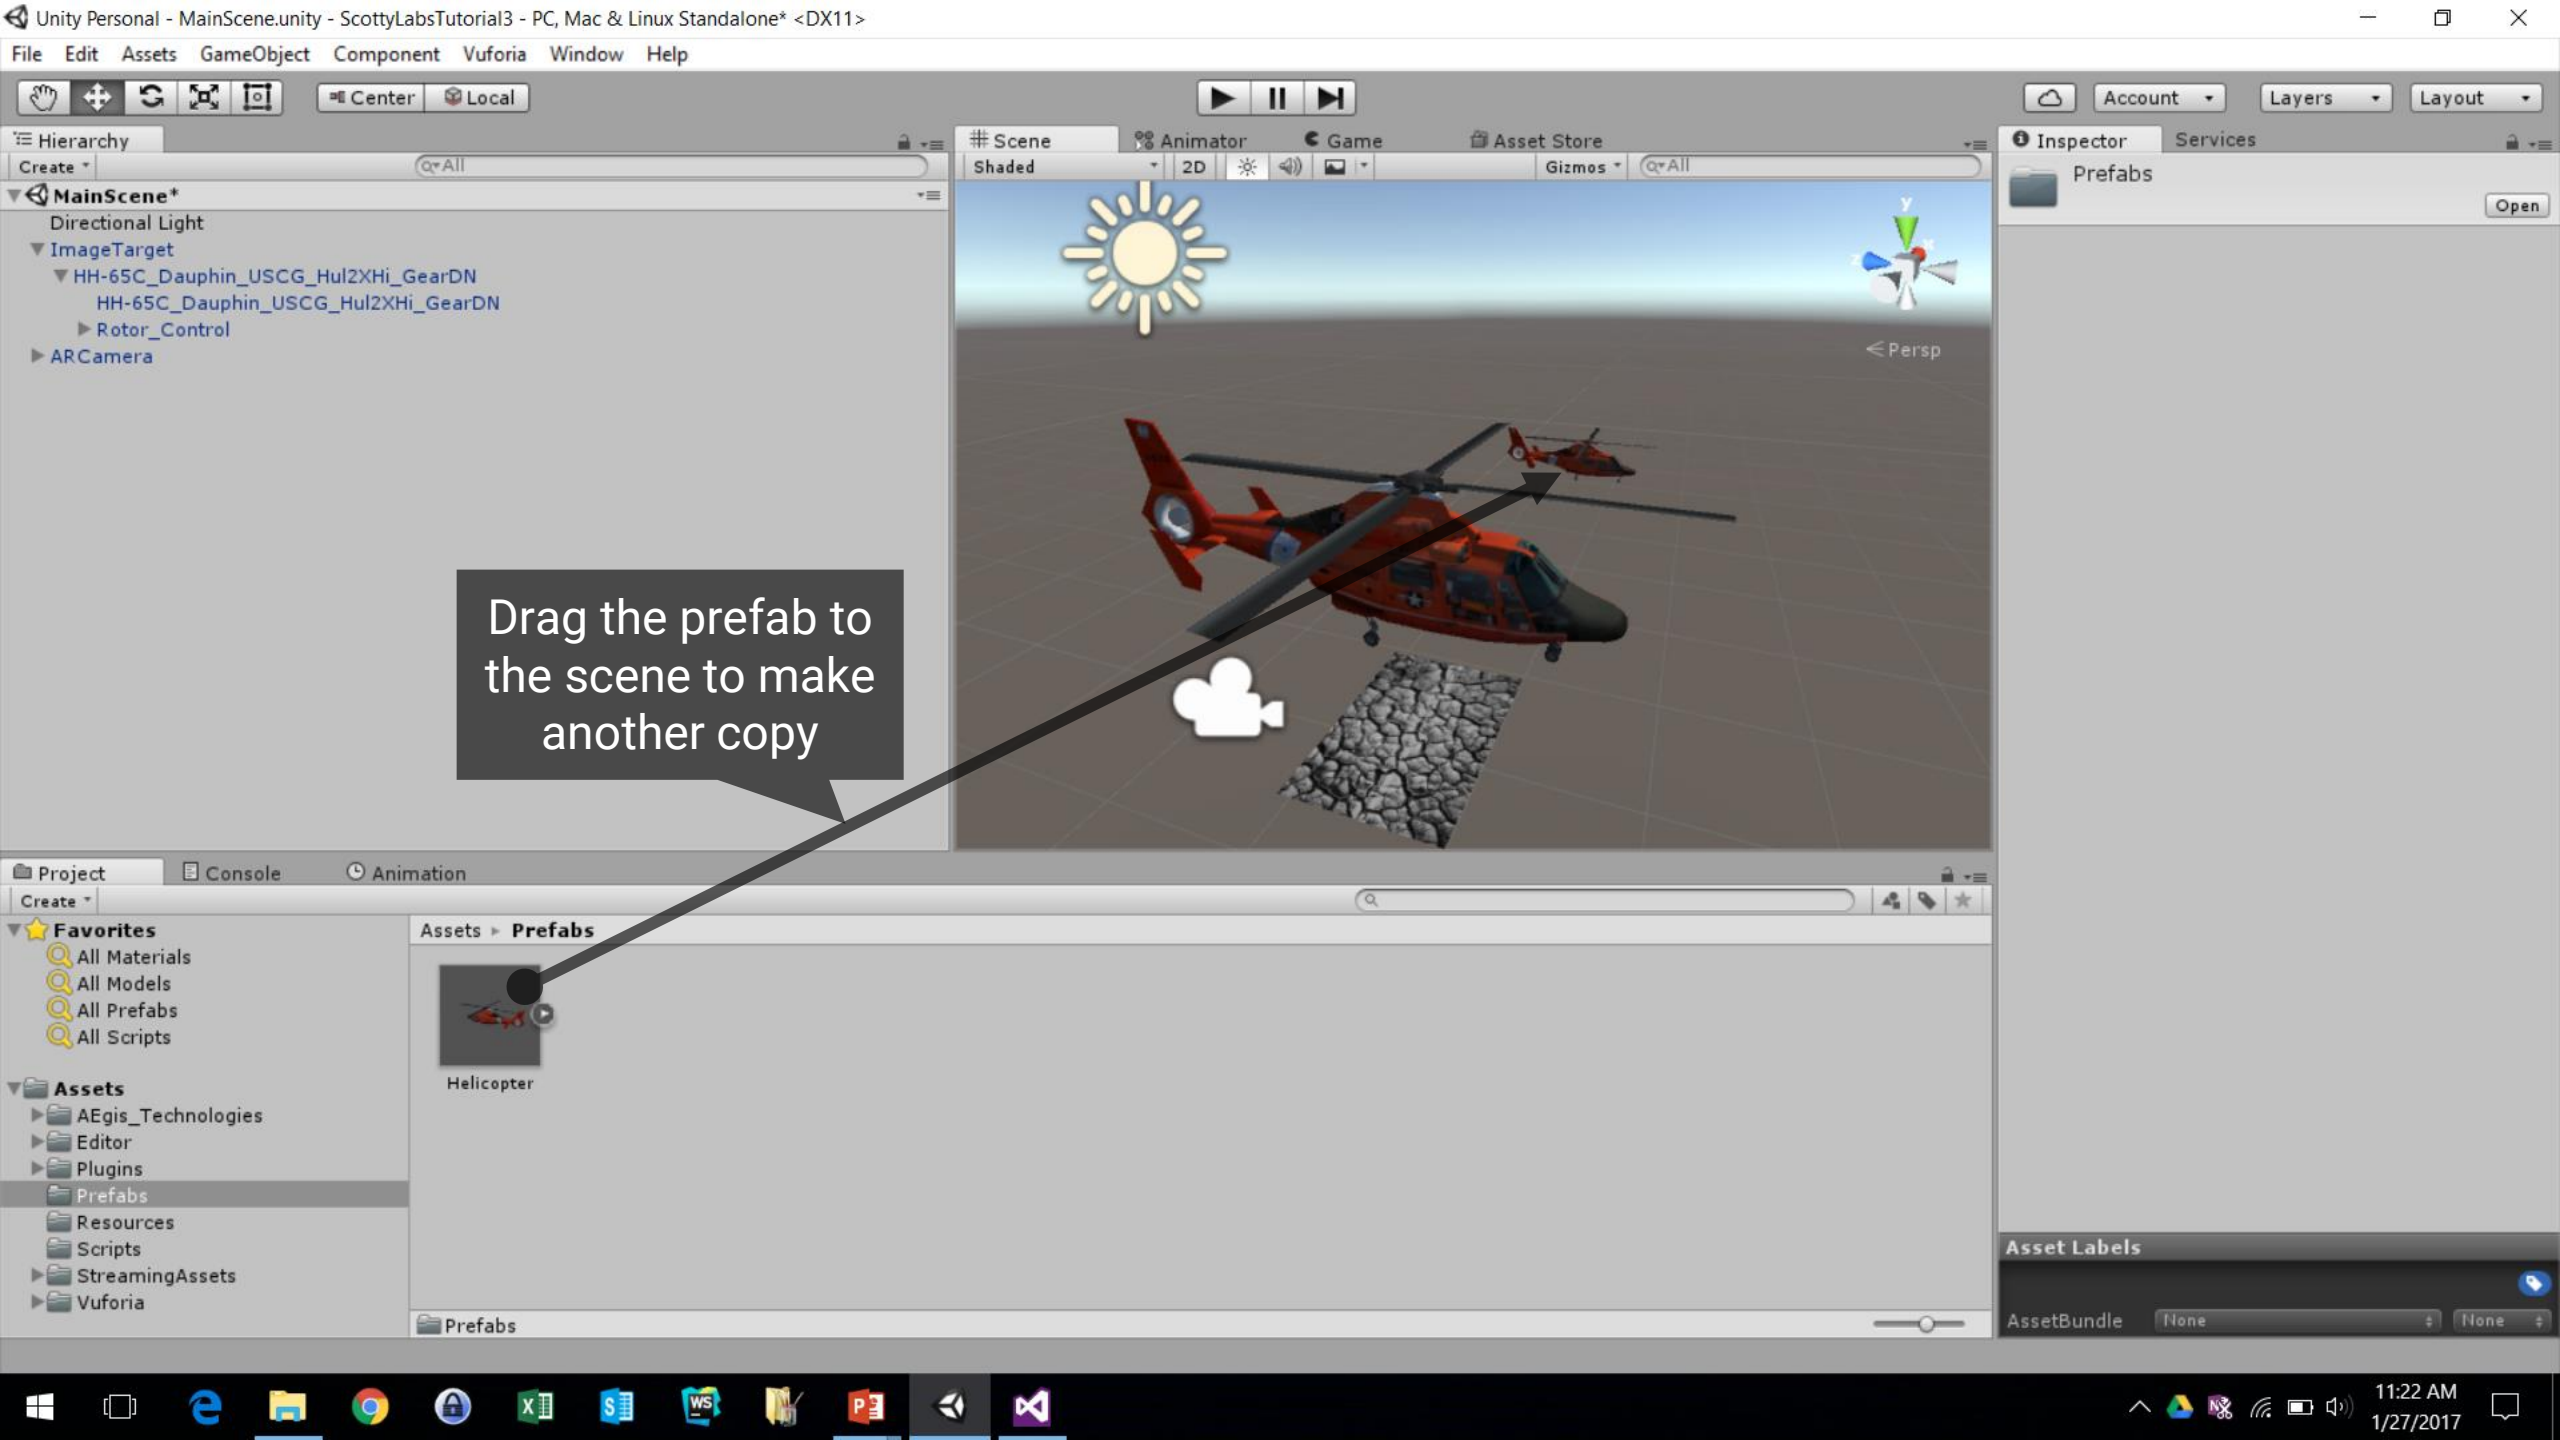 Unity Personal - MainScene.unity - ScottyLabsTutorial3 - PC, Mac & Linux Standalone* <DX11>
File Edit Assets GameObject Component Vuforia Window Help
Center Local
Account Layers Layout
Hierarchy
Create All
MainScene*
Directional Light
ImageTarget
HH-65C_Dauphin_USCG_Hul2XHi_GearDN
HH-65C_Dauphin_USCG_Hul2XHi_GearDN
Rotor_Control
ARCamera
Scene Animator Game Asset Store
Shaded 2D Gizmos All
y
x
z
Persp
Inspector Services
Prefabs
Open
Drag the prefab to
the scene to make
another copy
Project Console Animation
Create
Favorites
All Materials
All Models
All Prefabs
All Scripts
Assets
AEgis_Technologies
Editor
Plugins
Prefabs
Resources
Scripts
StreamingAssets
Vuforia
Assets Prefabs
Helicopter
Prefabs
Asset Labels
AssetBundle None None
11:22 AM
1/27/2017